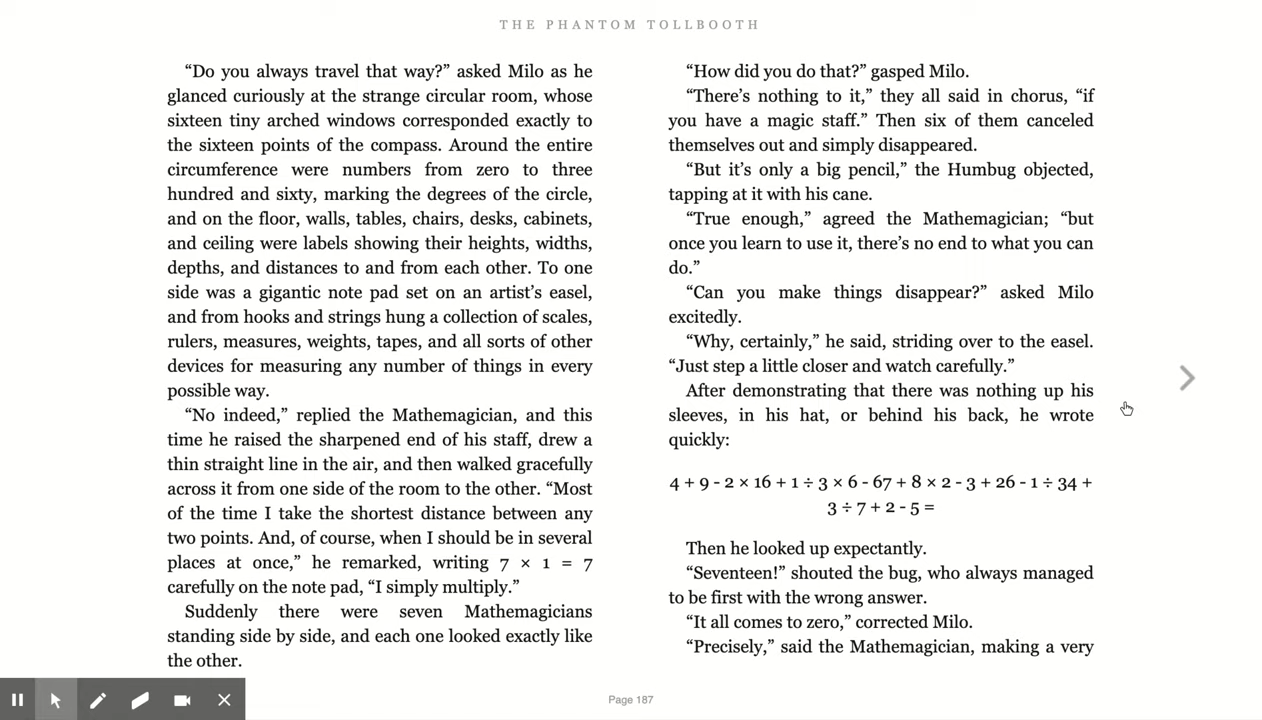 THE PHANTOM TOLLBOOTH
“Do you always travel that way?” asked Milo as he
glanced curiously at the strange circular room, whose
sixteen tiny arched windows corresponded exactly to
the sixteen points of the compass. Around the entire
circumference were numbers from zero to three
hundred and sixty, marking the degrees of the circle,
and on the floor, walls, tables, chairs, desks, cabinets,
and ceiling were labels showing their heights, widths,
depths, and distances to and from each other. To one
side was a gigantic note pad set on an artist’s easel,
and from hooks and strings hung a collection of scales,
rulers, measures, weights, tapes, and all sorts of other
devices for measuring any number of things in every
possible way.
“No indeed,” replied the Mathemagician, and this
time he raised the sharpened end of his staff, drew a
thin straight line in the air, and then walked gracefully
across it from one side of the room to the other. “Most
of the time I take the shortest distance between any
two points. And, of course, when I should be in several
places at once,” he remarked, writing 7 × 1 = 7
carefully on the note pad, “I simply multiply.”
Suddenly there were seven Mathemagicians
standing side by side, and each one looked exactly like
the other.
“How did you do that?” gasped Milo.
“There’s nothing to it,” they all said in chorus, “if
you have a magic staff.” Then six of them canceled
themselves out and simply disappeared.
“But it’s only a big pencil,” the Humbug objected,
tapping at it with his cane.
“True enough,” agreed the Mathemagician; “but
once you learn to use it, there’s no end to what you can
do.”
“Can you make things disappear?” asked Milo
excitedly.
“Why, certainly,” he said, striding over to the easel.
“Just step a little closer and watch carefully.”
After demonstrating that there was nothing up his
sleeves, in his hat, or behind his back, he wrote
quickly:
4 + 9 - 2 × 16 + 1 ÷ 3 × 6 - 67 + 8 × 2 - 3 + 26 - 1 ÷ 34 +
3 ÷ 7 + 2 - 5 =
Then he looked up expectantly.
“Seventeen!” shouted the bug, who always managed
to be first with the wrong answer.
“It all comes to zero,” corrected Milo.
“Precisely,” said the Mathemagician, making a very
Page 187